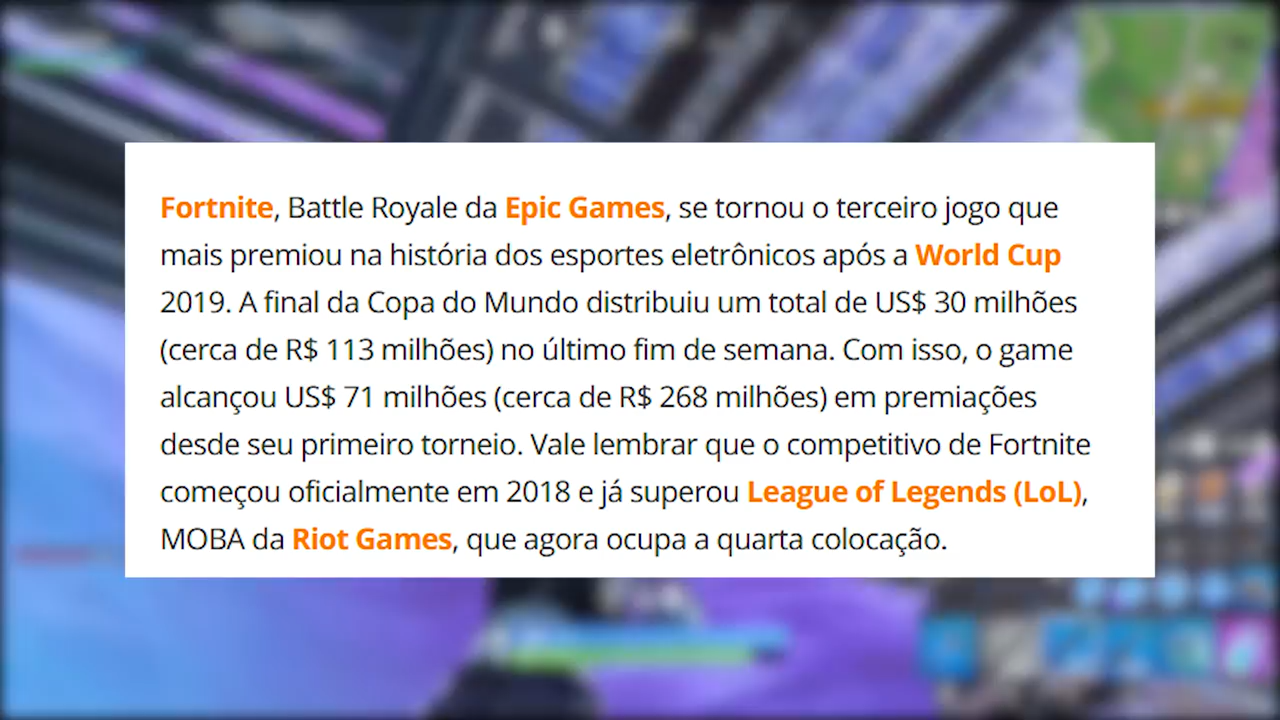 Fortnite, Battle Royale da Epic Games, se tornou o terceiro jogo que
mais premiou na história dos esportes eletrônicos após a World Cup
2019. A final da Copa do Mundo distribuiu um total de US$ 30 milhões
(cerca de R$ 113 milhões) no último fim de semana. Com isso, o game
alcançou US$ 71 milhões (cerca de R$ 268 milhões) em premiações
desde seu primeiro torneio. Vale lembrar que o competitivo de Fortnite
começou oficialmente em 2018 e já superou League of Legends (LoL),
MOBA da Riot Games, que agora ocupa a quarta colocação.